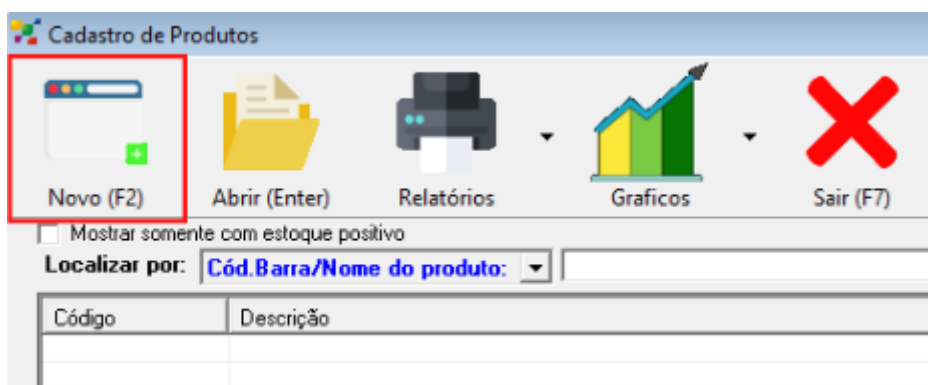 Cadastro de Produtos
Novo (F2) Abrir (Enter) Relatórios Graficos Sair (F7)
Mostrar somente com estoque positivo
Localizar por: Cód.Barra/Nome do produto:
Código Descrição